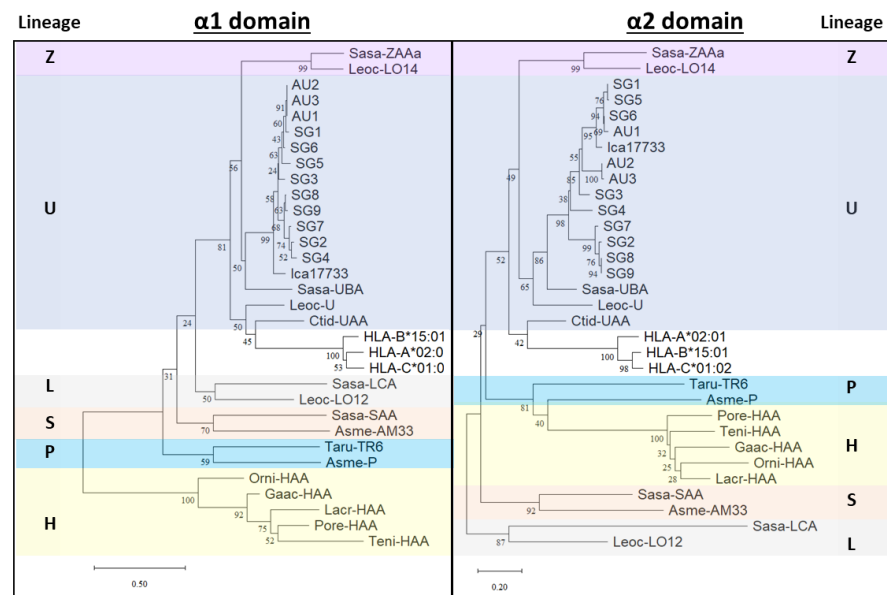 Lineage α1 domain α2 domain Lineage
Z
Sasa-ZAAa
99
Leoc-LO14
U
AU2
AU3
91
AU1
60
SG1
43
SG6
63
SG5
24
SG3
56
58
SG8
63
SG9
68
SG7
74
SG2
52
SG4
99
Ica17733
81
50
Sasa-UBA
Leoc-U
50
Ctid-UAA
45
HLA-B*15:01
100
HLA-A*02:0
53
HLA-C*01:0
24
L
Sasa-LCA
50
Leoc-LO12
31
S
Sasa-SAA
70
Asme-AM33
P
Taru-TR6
59
Asme-P
H
Orni-HAA
100
Gaac-HAA
92
Lacr-HAA
75
Pore-HAA
52
Teni-HAA
0.50
Z
Sasa-ZAAa
99
Leoc-LO14
U
SG1
76
SG5
94
SG6
69
AU1
95
Ica17733
55
AU2
100
AU3
85
SG3
38
SG4
98
SG7
99
SG2
76
SG8
94
SG9
49
86
Sasa-UBA
65
Leoc-U
52
Ctid-UAA
42
HLA-A*02:01
100
HLA-B*15:01
98
HLA-C*01:02
29
P
Taru-TR6
81
Asme-P
40
H
Pore-HAA
100
Teni-HAA
32
Gaac-HAA
25
Orni-HAA
28
Lacr-HAA
S
Sasa-SAA
92
Asme-AM33
L
Sasa-LCA
87
Leoc-LO12
0.20